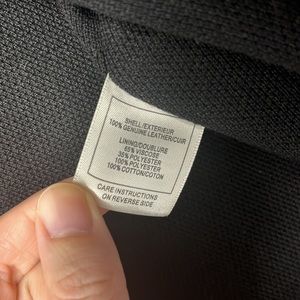 SHELL/EXTERIEUR
100% GENUINE LEATHER/CUIR
LINING/DOUBLURE
65% VISCOSE
35% POLYESTER
100% POLYESTER
100% COTTON/COTON
CARE INSTRUCTIONS
ON REVERSE SIDE